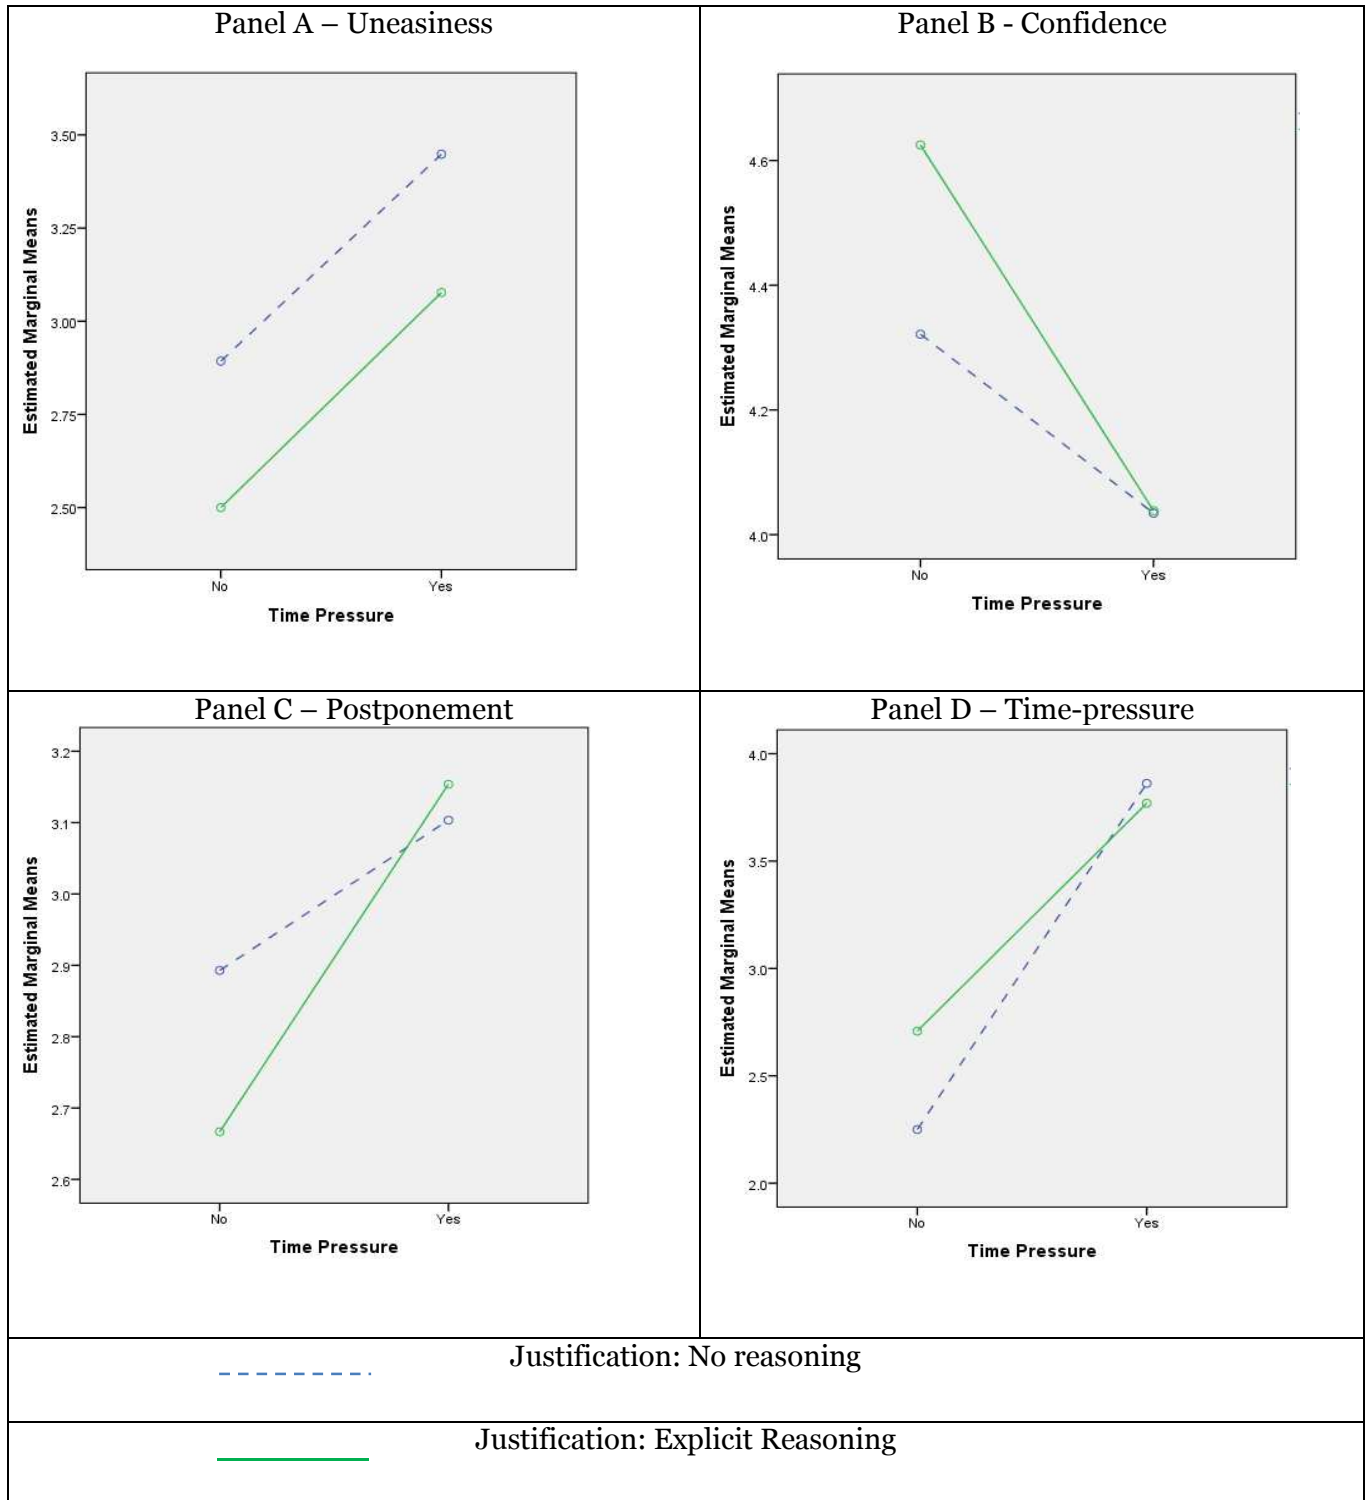 Panel A – Uneasiness
Estimated Marginal Means
3.50
3.25
3.00
2.75
2.50
No
Yes
Time Pressure
Panel B - Confidence
Estimated Marginal Means
4.6
4.4
4.2
4.0
No
Yes
Time Pressure
Panel C – Postponement
Estimated Marginal Means
3.2
3.1
3.0
2.9
2.8
2.7
2.6
No
Yes
Time Pressure
Panel D – Time-pressure
Estimated Marginal Means
4.0
3.5
3.0
2.5
2.0
No
Yes
Time Pressure
Justification: No reasoning
Justification: Explicit Reasoning